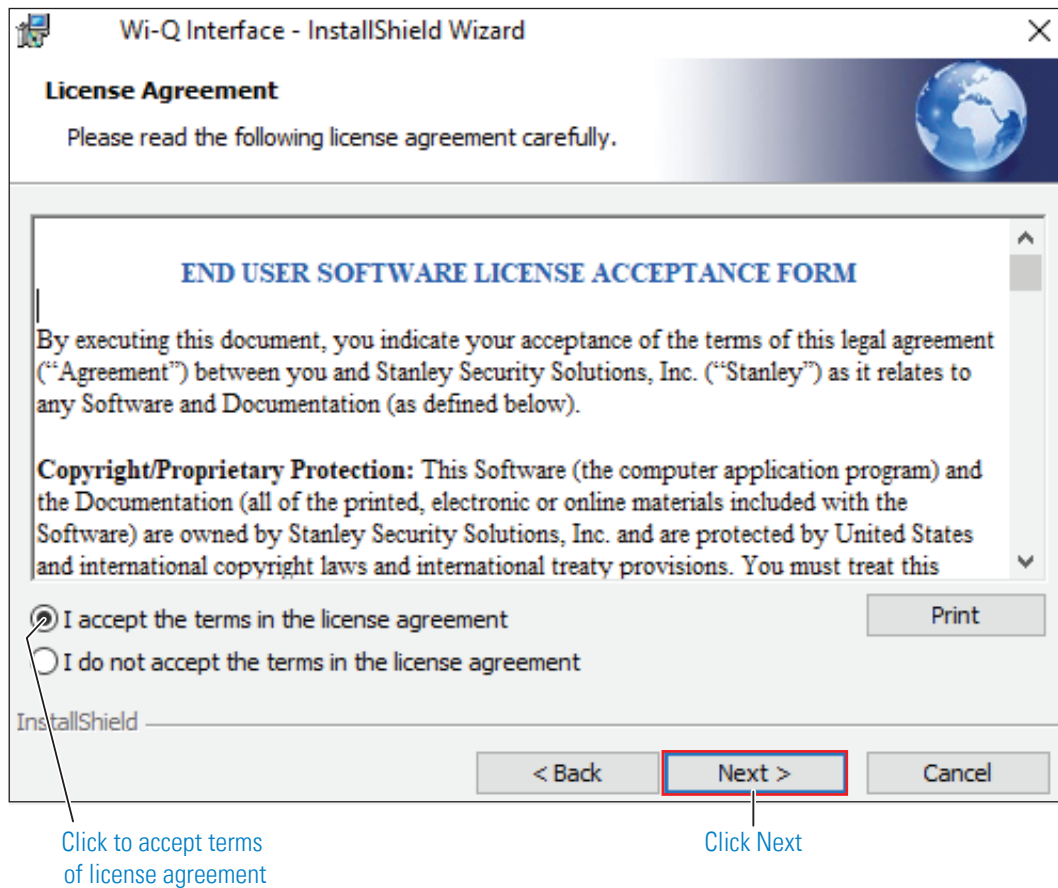 Wi-Q Interface - InstallShield Wizard
License Agreement
Please read the following license agreement carefully.
END USER SOFTWARE LICENSE ACCEPTANCE FORM
By executing this document, you indicate your acceptance of the terms of this legal agreement
(“Agreement”) between you and Stanley Security Solutions, Inc. (“Stanley”) as it relates to
any Software and Documentation (as defined below).
Copyright/Proprietary Protection: This Software (the computer application program) and
the Documentation (all of the printed, electronic or online materials included with the
Software) are owned by Stanley Security Solutions, Inc. and are protected by United States
and international copyright laws and international treaty provisions. You must treat this
I accept the terms in the license agreement
Print
I do not accept the terms in the license agreement
InstallShield
< Back
Next >
Cancel
Click to accept terms
of license agreement
Click Next